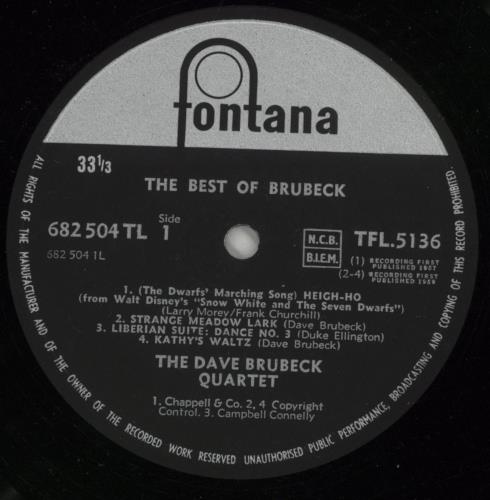 fontana
33 1/3
THE BEST OF BRUBECK
682 504 TL Side 1
682 504 1L
N.C.B.
B.I.E.M.
TFL.5136
(1) RECORDING FIRST
PUBLISHED 1957
(2-4) RECORDING FIRST
PUBLISHED 1959
1. (The Dwarfs' Marching Song) HEIGH-HO
(from Walt Disney's "Snow White and The Seven Dwarfs")
(Larry Morey/Frank Churchill)
2. STRANGE MEADOW LARK (Dave Brubeck)
3. LIBERIAN SUITE: DANCE NO. 3 (Duke Ellington)
4. KATHY'S WALTZ (Dave Brubeck)
THE DAVE BRUBECK
QUARTET
1. Chappell & Co. 2, 4 Copyright
Control. 3. Campbell Connelly
ALL RIGHTS OF THE MANUFACTURER AND OF THE OWNER OF THE RECORDED WORK RESERVED UNAUTHORISED PUBLIC PERFORMANCE, BROADCASTING AND COPYING OF THIS RECORD PROHIBITED.